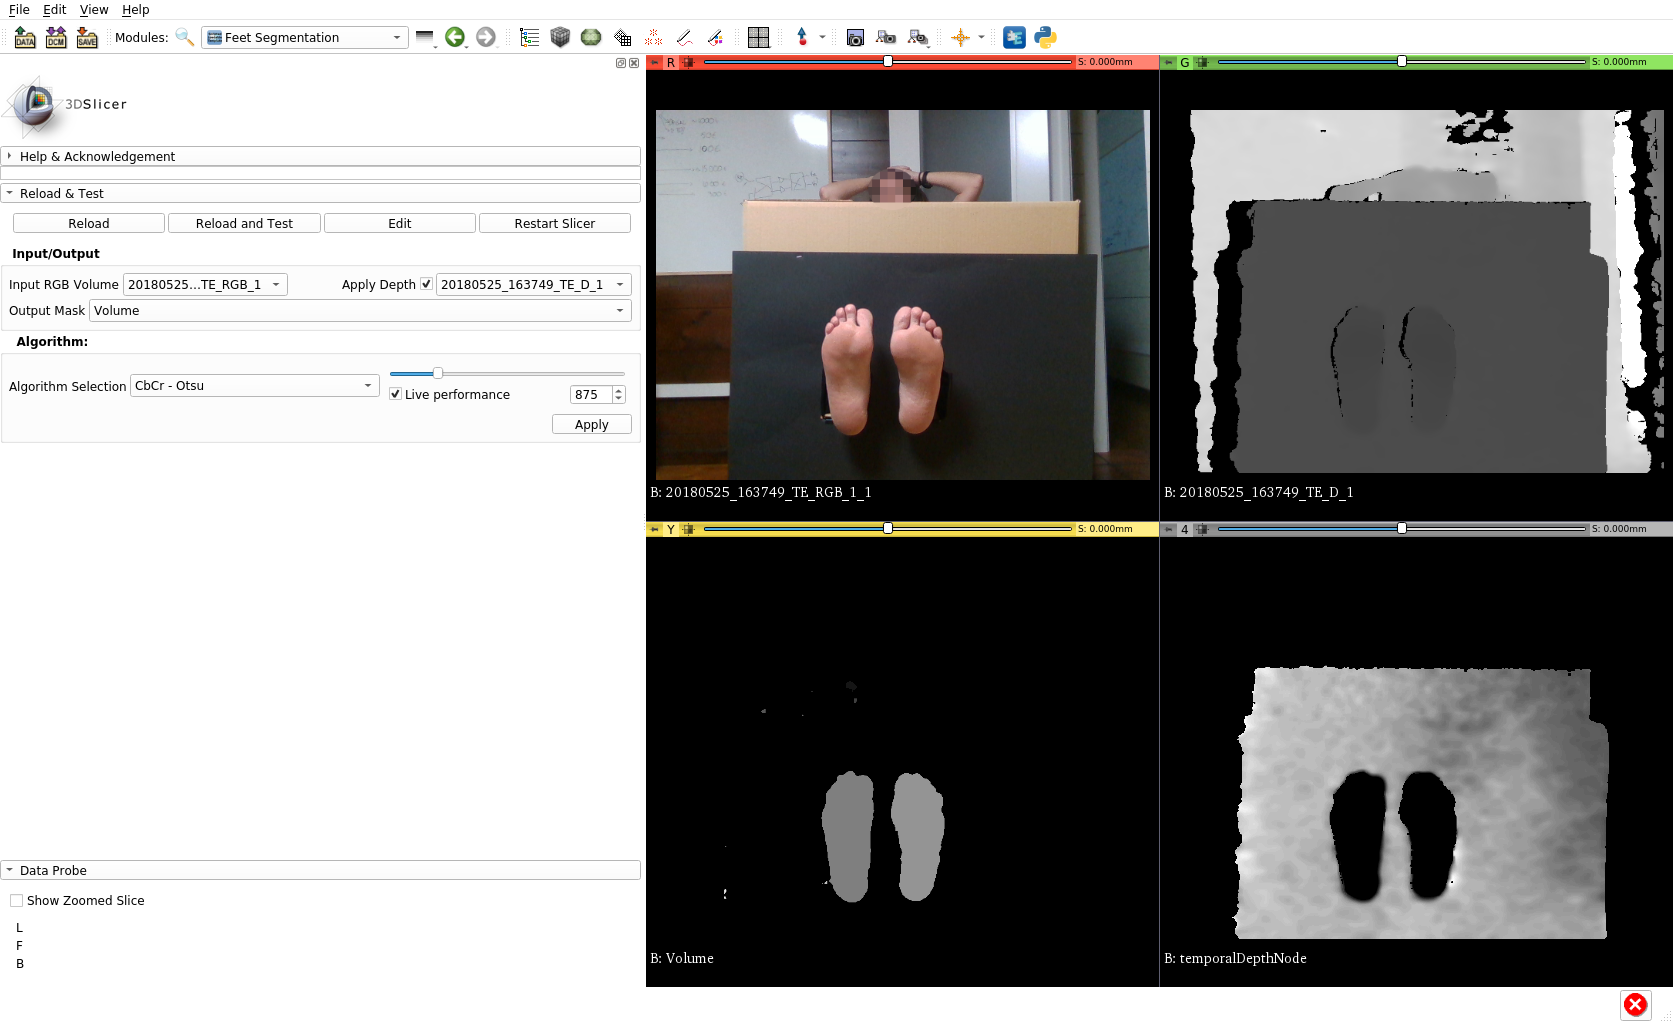 File Edit View Help
DATA DCM SAVE Modules: Feet Segmentation
R S: 0.000mm G S: 0.000mm
3DSlicer
Help & Acknowledgement
Reload & Test
Reload Reload and Test Edit Restart Slicer
Input/Output
Input RGB Volume 20180525...TE_RGB_1 Apply Depth 20180525_163749_TE_D_1
Output Mask Volume
Algorithm:
Algorithm Selection CbCr - Otsu
Live performance 875
Apply
B: 20180525_163749_TE_RGB_1_1 B: 20180525_163749_TE_D_1
Y S: 0.000mm 4 S: 0.000mm
Data Probe
Show Zoomed Slice
L
F
B
B: Volume B: temporalDepthNode